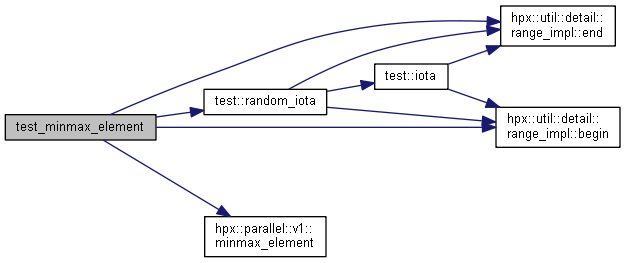 test_minmax_element
test::random_iota
test::iota
hpx::util::detail::
range_impl::end
hpx::util::detail::
range_impl::begin
hpx::parallel::v1::
minmax_element